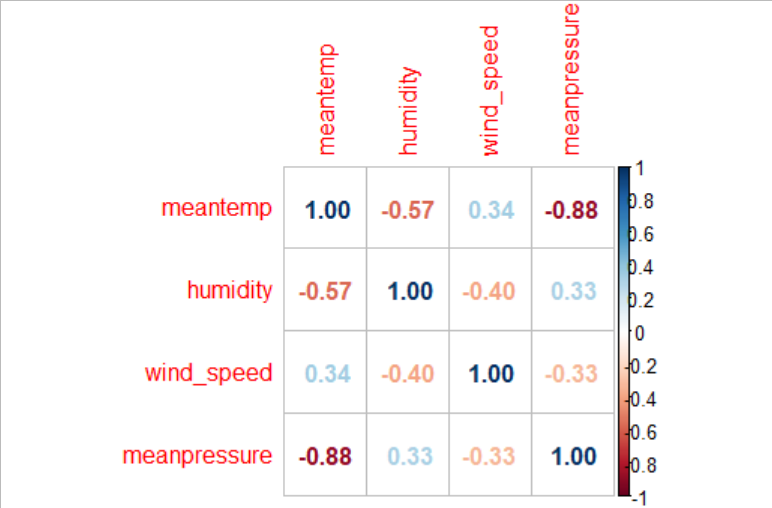 meantemp humidity wind_speed meanpressure
meantemp 1.00 -0.57 0.34 -0.88
humidity -0.57 1.00 -0.40 0.33
wind_speed 0.34 -0.40 1.00 -0.33
meanpressure -0.88 0.33 -0.33 1.00
1
0.8
0.6
0.4
0.2
0
-0.2
-0.4
-0.6
-0.8
-1